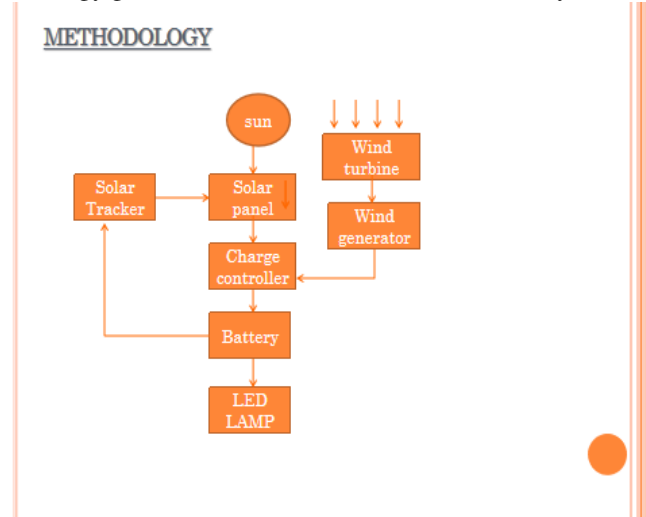 METHODOLOGY
sun
Wind
turbine
Solar
Tracker
Solar
panel
Wind
generator
Charge
controller
Battery
LED
LAMP